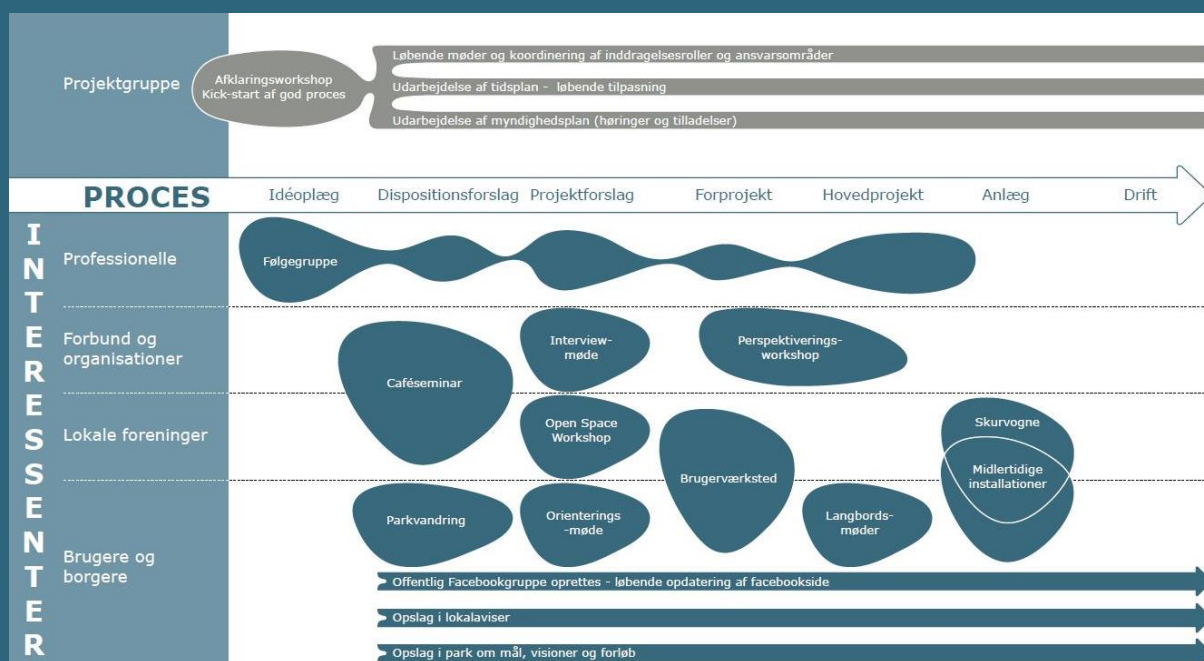 Projektgruppe
Afklaringsworkshop
Kick-start af god proces
Løbende møder og koordinering af inddragelsesroller og ansvarsområder
Udarbejdelse af tidsplan - løbende tilpasning
Udarbejdelse af myndighedsplan (høringer og tilladelser)
PROCES
Idéoplæg
Dispositionsforslag
Projektforslag
Forprojekt
Hovedprojekt
Anlæg
Drift
INTERESSENTER
Professionelle
Følgegruppe
Forbund og
organisationer
Caféseminar
Interview-
møde
Perspektiverings-
workshop
Lokale foreninger
Open Space
Workshop
Brugerværksted
Skurvogne
Midlertidige
installationer
Brugere og
borgere
Parkvandring
Orienterings
-møde
Langbords-
møder
Offentlig Facebookgruppe oprettes - løbende opdatering af facebookside
Opslag i lokalaviser
Opslag i park om mål, visioner og forløb